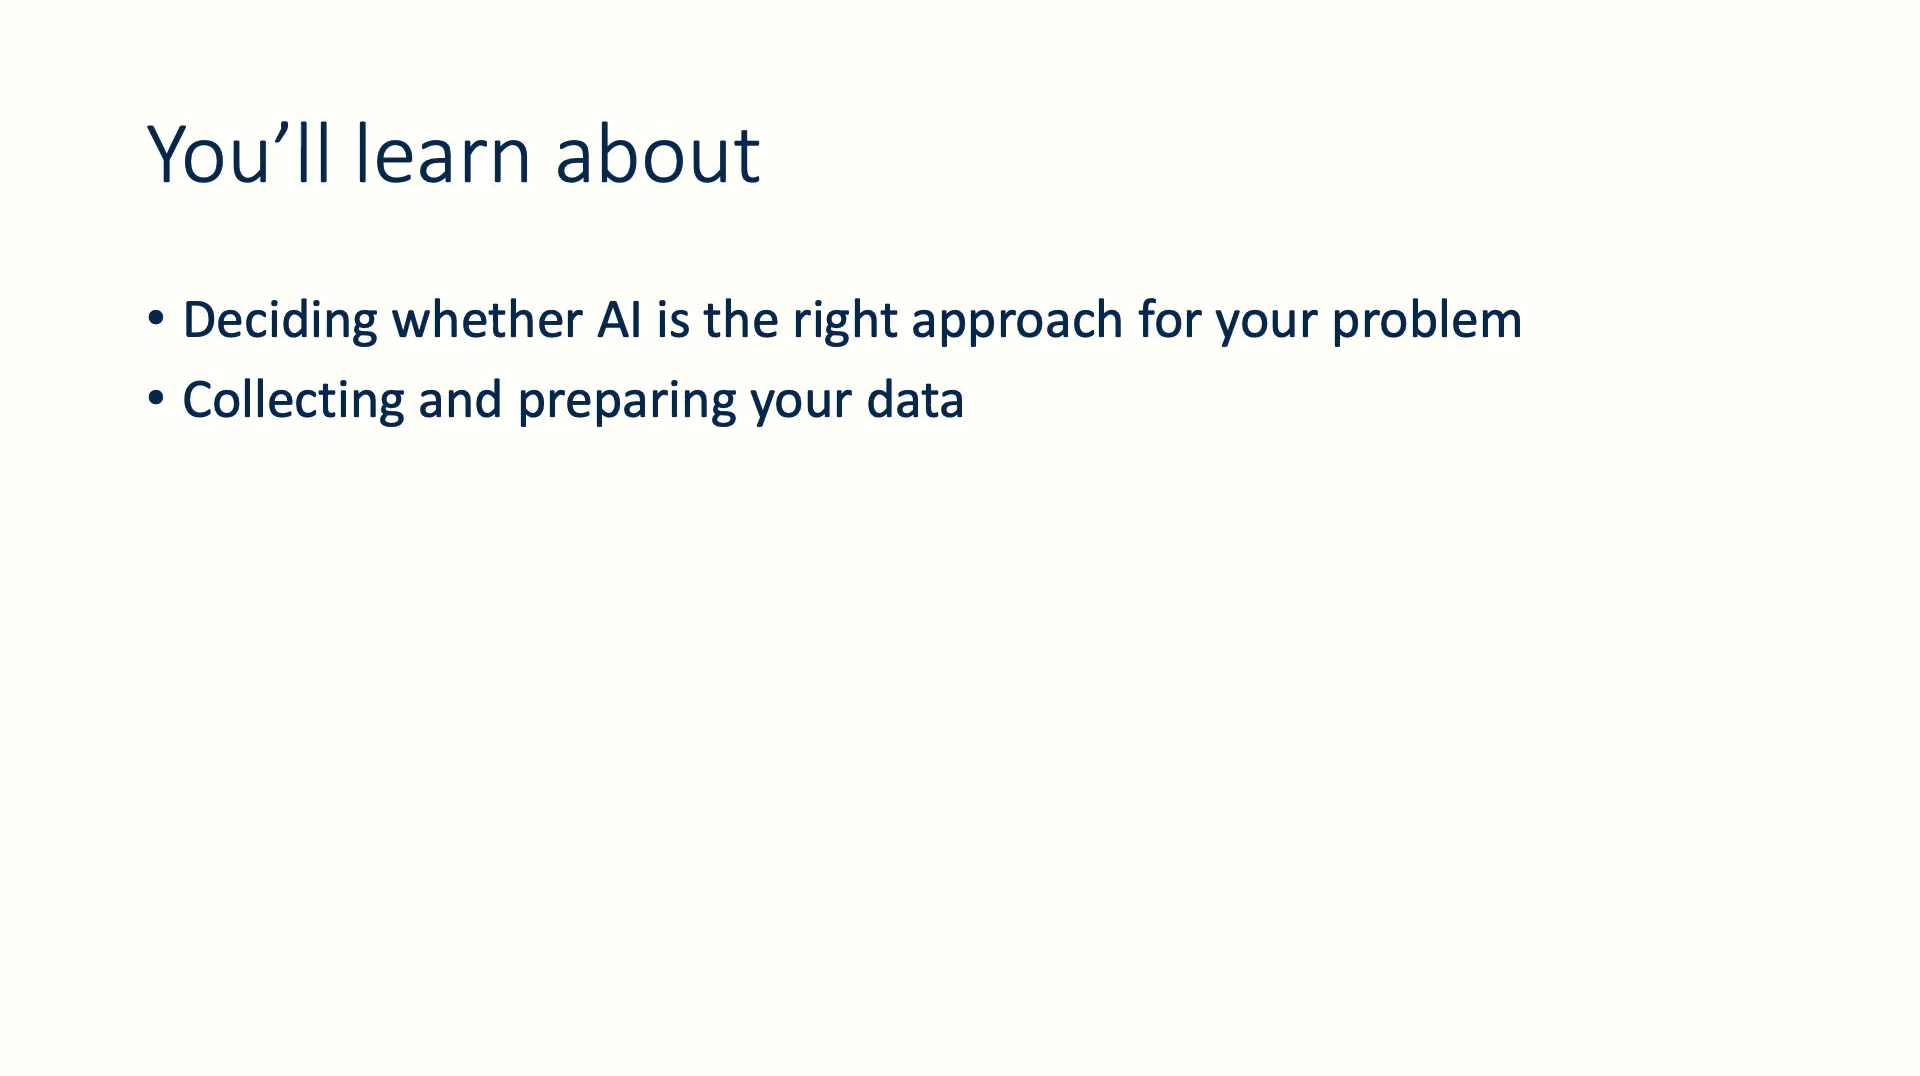 You’ll learn about
• Deciding whether AI is the right approach for your problem
• Collecting and preparing your data